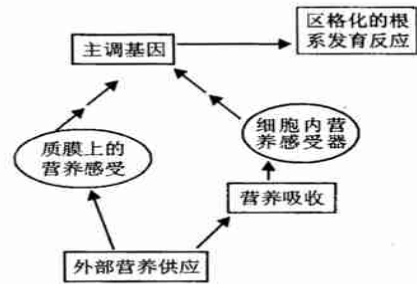 区格化的根
系发育反应
主调基因
细胞内营
养感受器
质膜上的
营养感受
营养吸收
外部营养供应